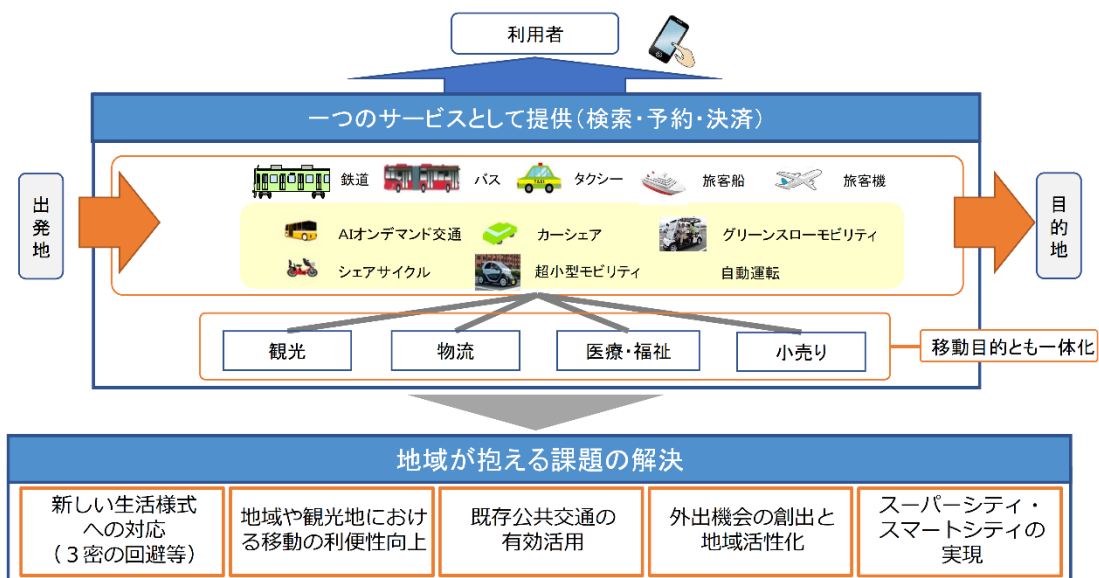 利用者
一つのサービスとして提供(検索・予約・決済)
出発地
鉄道
バス
タクシー
旅客船
旅客機
目的地
AIオンデマンド交通
カーシェア
グリーンスローモビリティ
シェアサイクル
超小型モビリティ
自動運転
観光
物流
医療・福祉
小売り
移動目的とも一体化
地域が抱える課題の解決
新しい生活様式
への対応
(3密の回避等)
地域や観光地におけ
る移動の利便性向上
既存公共交通の
有効活用
外出機会の創出と
地域活性化
スーパーシティ・
スマートシティの
実現